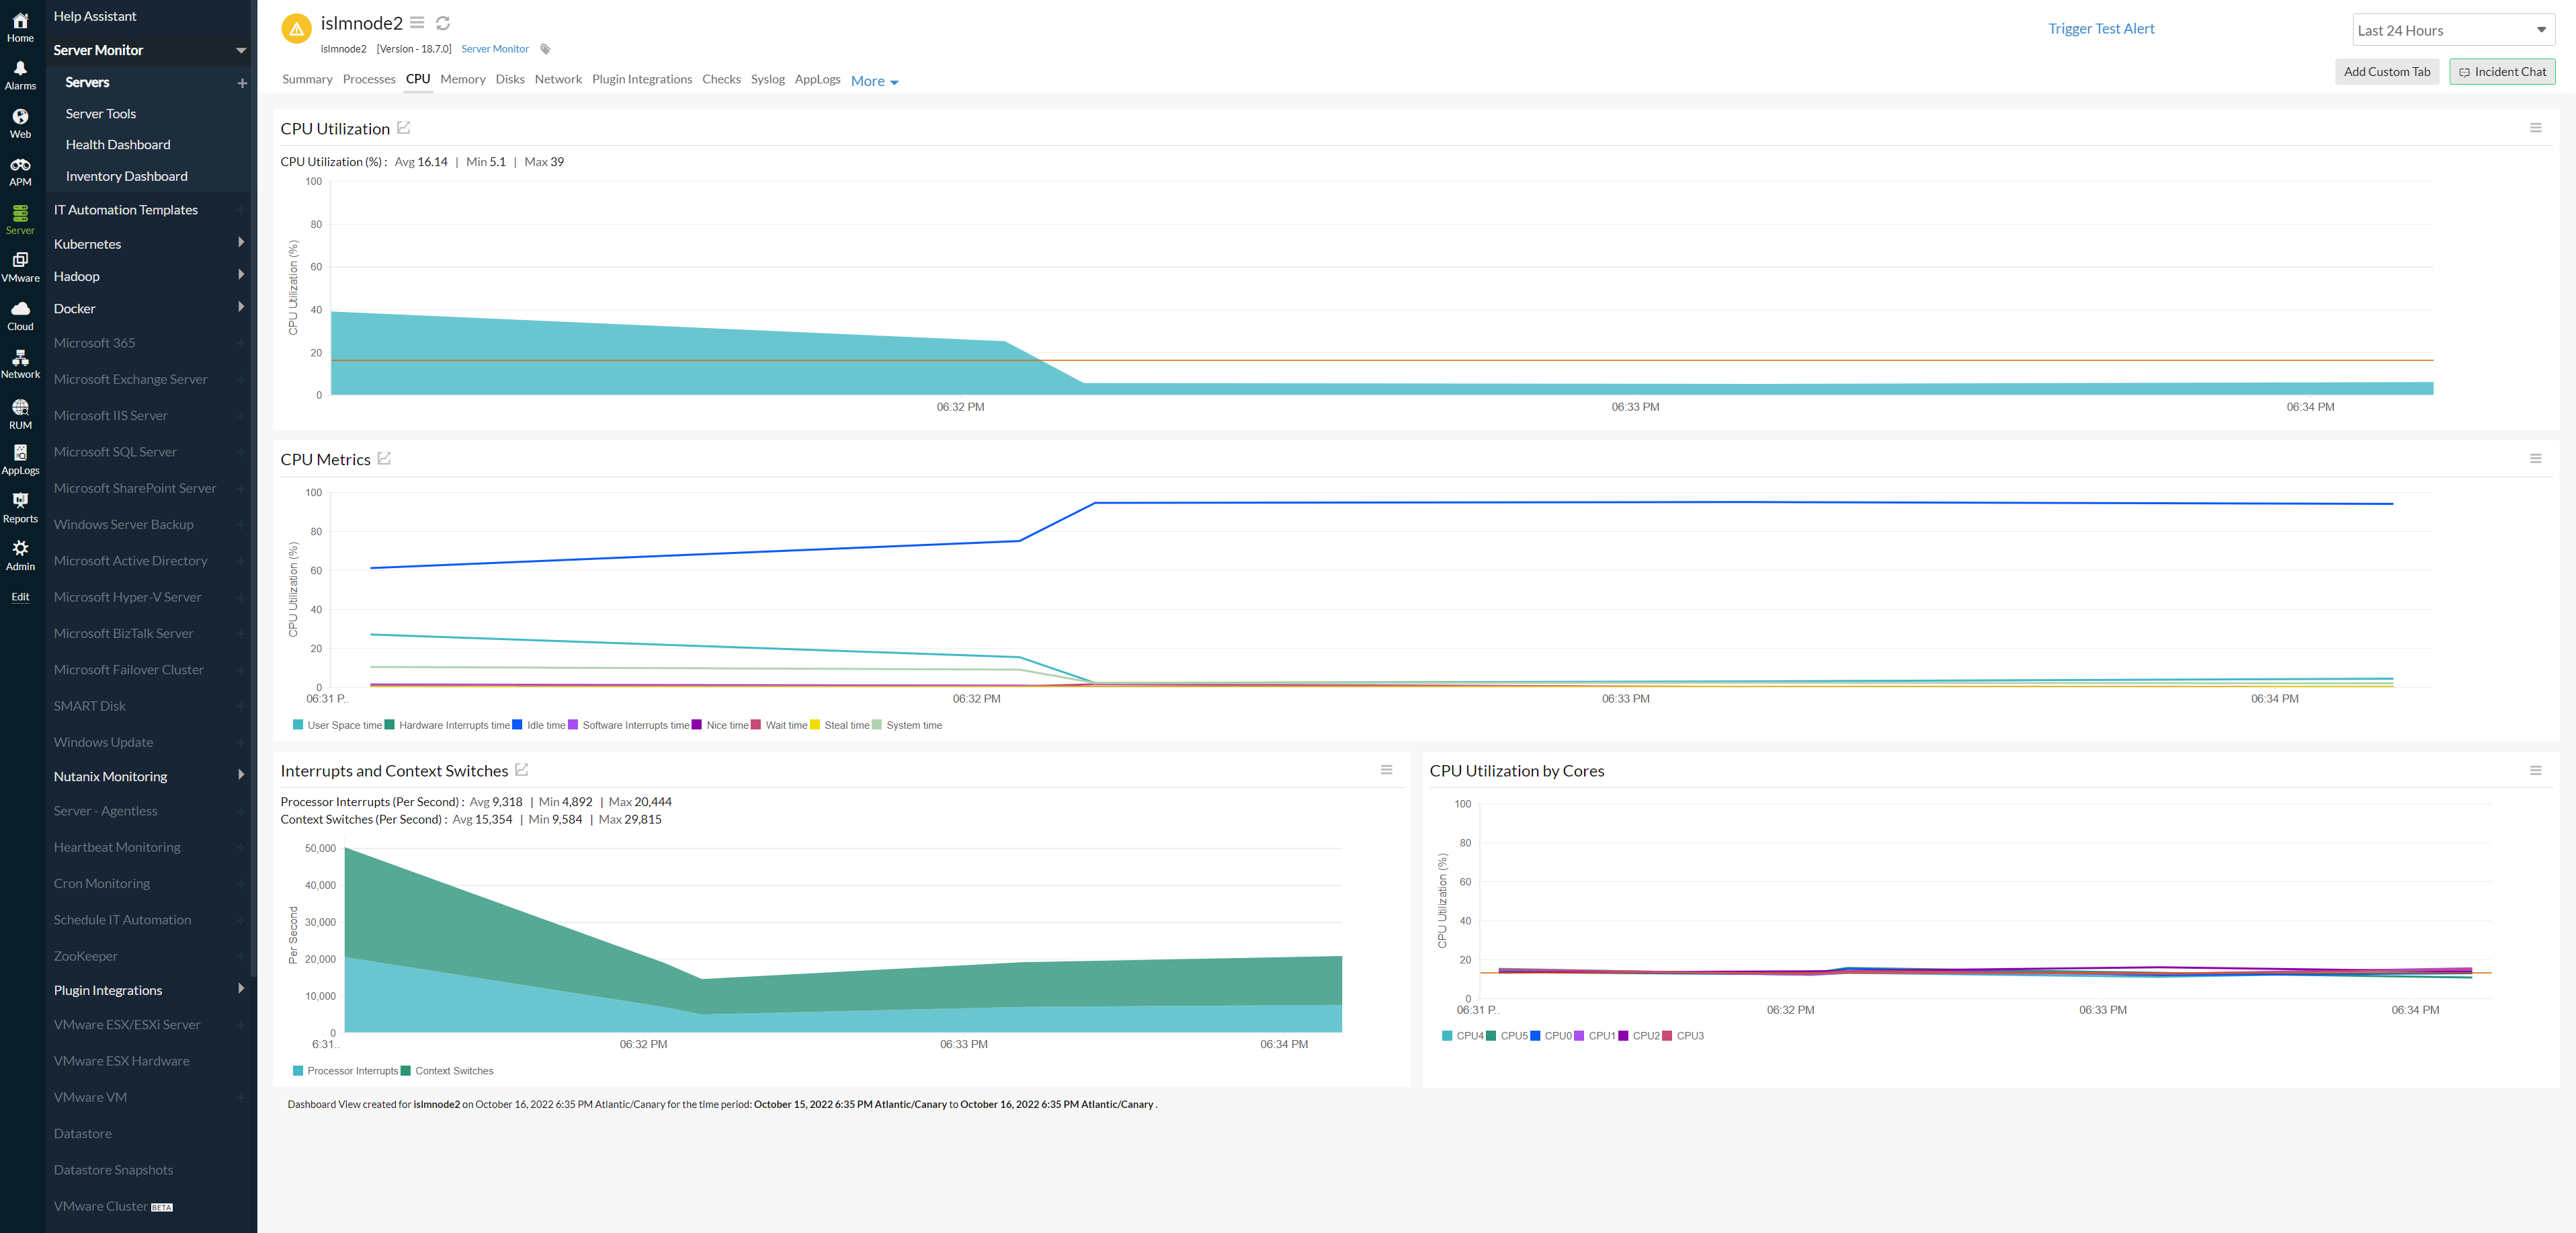 Home
Alarms
Web
APM
Server
VMware
Cloud
Network
RUM
AppLogs
Reports
Admin
Edit
Help Assistant
Server Monitor
Servers
Server Tools
Health Dashboard
Inventory Dashboard
IT Automation Templates
Kubernetes
Hadoop
Docker
Microsoft 365
Microsoft Exchange Server
Microsoft IIS Server
Microsoft SQL Server
Microsoft SharePoint Server
Windows Server Backup
Microsoft Active Directory
Microsoft Hyper-V Server
Microsoft BizTalk Server
Microsoft Failover Cluster
SMART Disk
Windows Update
Nutanix Monitoring
Server - Agentless
Heartbeat Monitoring
Cron Monitoring
Schedule IT Automation
ZooKeeper
Plugin Integrations
VMware ESX/ESXi Server
VMware ESX Hardware
VMware VM
Datastore
Datastore Snapshots
VMware Cluster BETA
islmnode2
islmnode2 [Version - 18.7.0] Server Monitor
Trigger Test Alert
Last 24 Hours
Summary Processes CPU Memory Disks Network Plugin Integrations Checks Syslog AppLogs More
Add Custom Tab
Incident Chat
CPU Utilization
CPU Utilization (%) : Avg 16.14 | Min 5.1 | Max 39
CPU Utilization (%)
100
80
60
40
20
0
06:32 PM 06:33 PM 06:34 PM
CPU Metrics
CPU Utilization (%)
100
80
60
40
20
0
06:31 P.. 06:32 PM 06:33 PM 06:34 PM
User Space time Hardware Interrupts time Idle time Software Interrupts time Nice time Wait time Steal time System time
Interrupts and Context Switches
Processor Interrupts (Per Second) : Avg 9,318 | Min 4,892 | Max 20,444
Context Switches (Per Second) : Avg 15,354 | Min 9,584 | Max 29,815
Per Second
50,000
40,000
30,000
20,000
10,000
0
6:31.. 06:32 PM 06:33 PM 06:34 PM
Processor Interrupts Context Switches
CPU Utilization by Cores
CPU Utilization (%)
100
80
60
40
20
0
06:31 P.. 06:32 PM 06:33 PM 06:34 PM
CPU4 CPU5 CPU0 CPU1 CPU2 CPU3
Dashboard View created for islmnode2 on October 16, 2022 6:35 PM Atlantic/Canary for the time period: October 15, 2022 6:35 PM Atlantic/Canary to October 16, 2022 6:35 PM Atlantic/Canary .